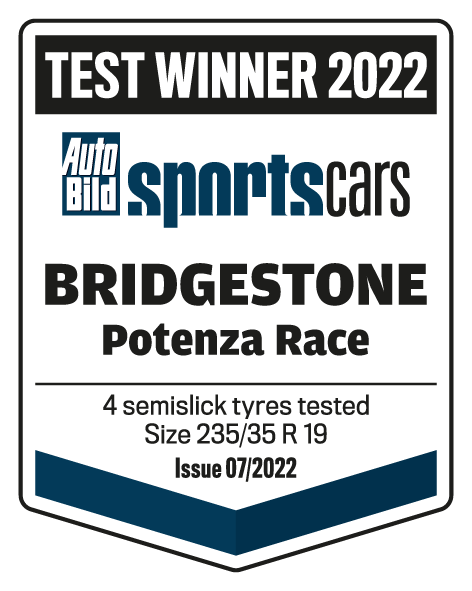 TEST WINNER 2022
Auto Bild sportscars
BRIDGESTONE
Potenza Race
4 semislick tyres tested
Size 235/35 R 19
Issue 07/2022